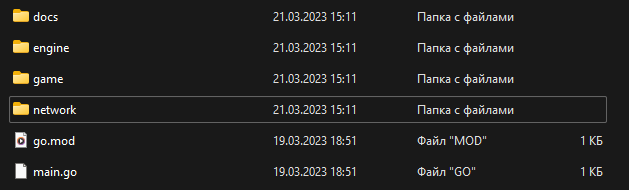 docs 21.03.2023 15:11 Папка с файлами
engine 21.03.2023 15:11 Папка с файлами
game 21.03.2023 15:11 Папка с файлами
network 21.03.2023 15:11 Папка с файлами
go.mod 19.03.2023 18:51 Файл "MOD" 1 КБ
main.go 19.03.2023 18:51 Файл "GO" 1 КБ